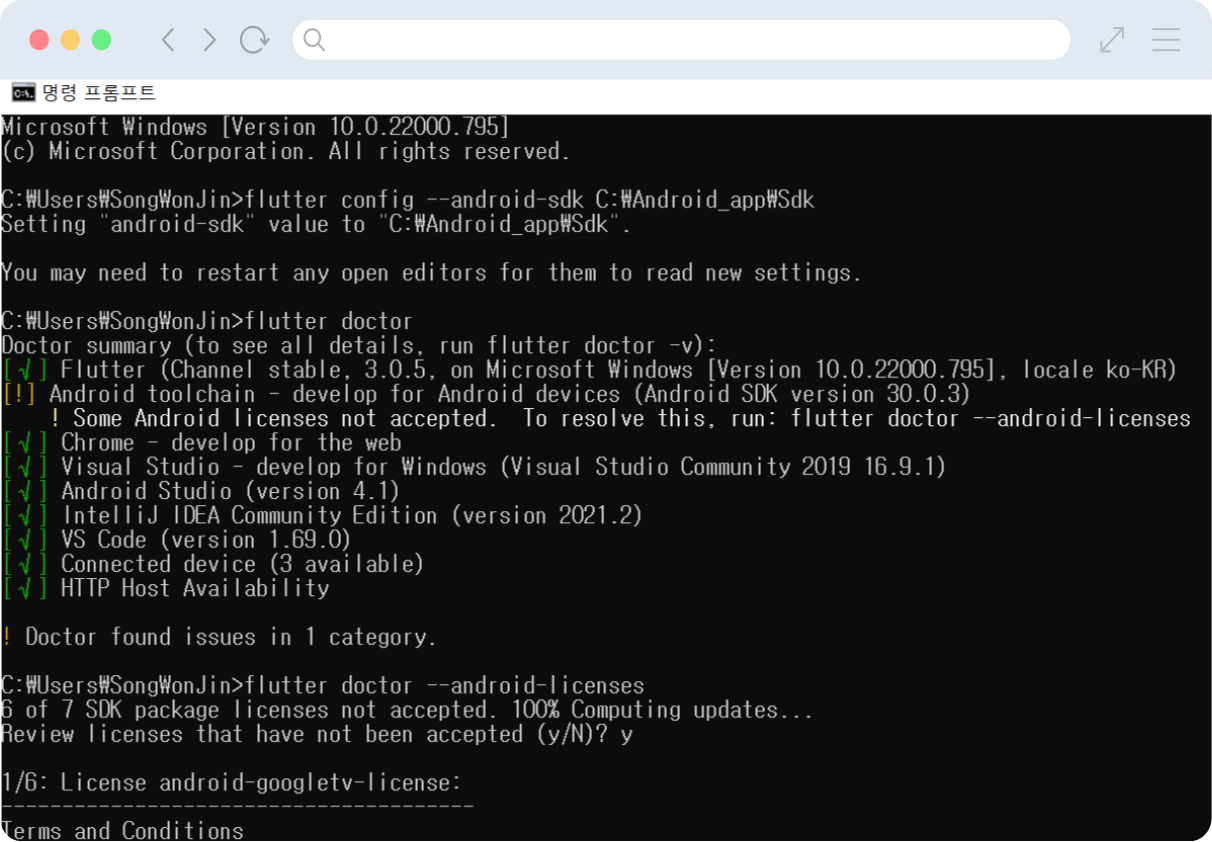 명령 프롬프트
Microsoft Windows [Version 10.0.22000.795]
(c) Microsoft Corporation. All rights reserved.
C:₩Users₩SongWonJin>flutter config --android-sdk C:₩Android_app₩Sdk
Setting "android-sdk" value to "C:₩Android_app₩Sdk".
You may need to restart any open editors for them to read new settings.
C:₩Users₩SongWonJin>flutter doctor
Doctor summary (to see all details, run flutter doctor -v):
[√] Flutter (Channel stable, 3.0.5, on Microsoft Windows [Version 10.0.22000.795], locale ko-KR)
[!] Android toolchain - develop for Android devices (Android SDK version 30.0.3)
! Some Android licenses not accepted.  To resolve this, run: flutter doctor --android-licenses
[√] Chrome - develop for the web
[√] Visual Studio - develop for Windows (Visual Studio Community 2019 16.9.1)
[√] Android Studio (version 4.1)
[√] IntelliJ IDEA Community Edition (version 2021.2)
[√] VS Code (version 1.69.0)
[√] Connected device (3 available)
[√] HTTP Host Availability
! Doctor found issues in 1 category.
C:₩Users₩SongWonJin>flutter doctor --android-licenses
6 of 7 SDK package licenses not accepted. 100% Computing updates...
Review licenses that have not been accepted (y/N)? y
1/6: License android-googletv-license:
---------------------------------------
Terms and Conditions